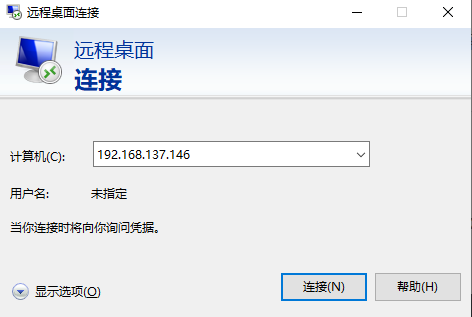 远程桌面连接
远程桌面
连接
计算机(C): 192.168.137.146
用户名: 未指定
当你连接时将向你询问凭据。
显示选项(O) 连接(N) 帮助(H)